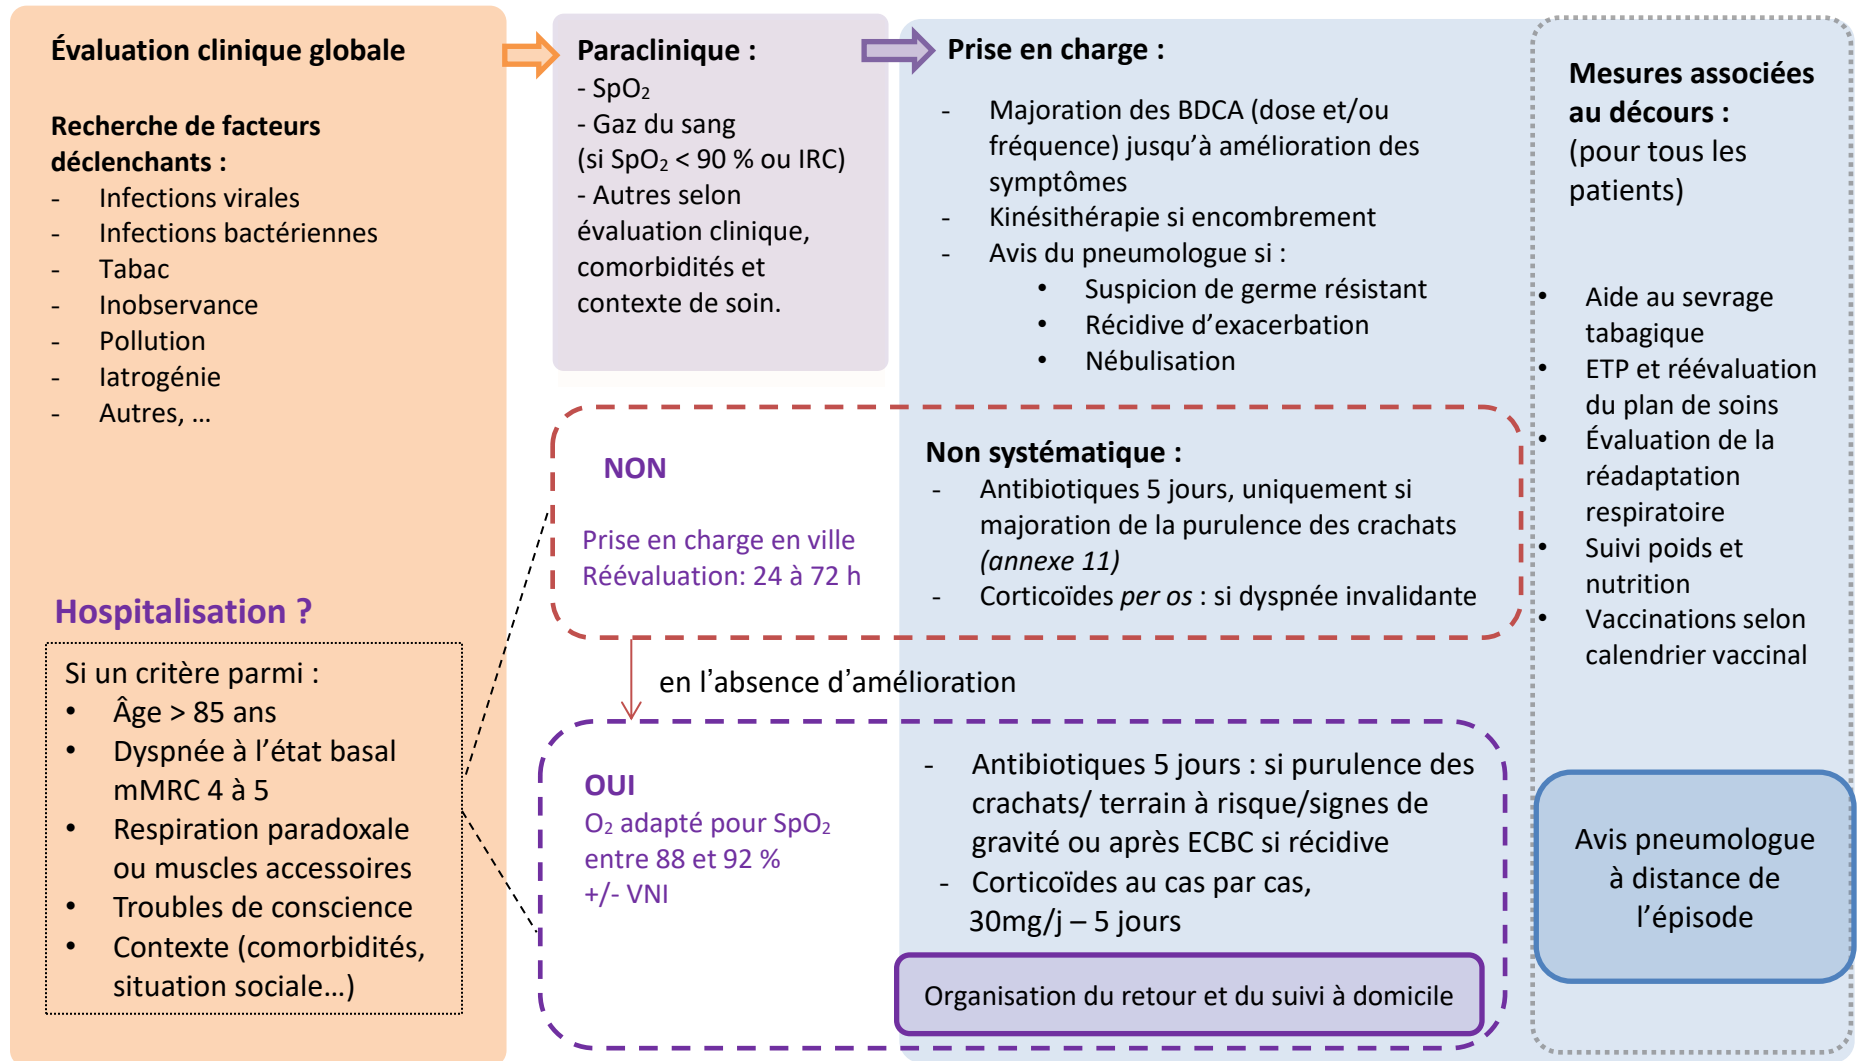 Évaluation clinique globale
Recherche de facteurs
déclenchants :
- Infections virales
- Infections bactériennes
- Tabac
- Inobservance
- Pollution
- Iatrogénie
- Autres, …
Hospitalisation ?
Si un critère parmi :
• Âge > 85 ans
• Dyspnée à l’état basal
mMRC 4 à 5
• Respiration paradoxale
ou muscles accessoires
• Troubles de conscience
• Contexte (comorbidités,
situation sociale…)
Paraclinique :
- SpO₂
- Gaz du sang
(si SpO₂ < 90 % ou IRC)
- Autres selon
évaluation clinique,
comorbidités et
contexte de soin.
Prise en charge :
- Majoration des BDCA (dose et/ou
fréquence) jusqu’à amélioration des
symptômes
- Kinésithérapie si encombrement
- Avis du pneumologue si :
• Suspicion de germe résistant
• Récidive d’exacerbation
• Nébulisation
NON
Prise en charge en ville
Réévaluation: 24 à 72 h
Non systématique :
- Antibiotiques 5 jours, uniquement si
majoration de la purulence des crachats
(annexe 11)
- Corticoïdes per os : si dyspnée invalidante
en l’absence d’amélioration
OUI
O₂ adapté pour SpO₂
entre 88 et 92 %
+/- VNI
- Antibiotiques 5 jours : si purulence des
crachats/ terrain à risque/signes de
gravité ou après ECBC si récidive
- Corticoïdes au cas par cas,
30mg/j – 5 jours
Organisation du retour et du suivi à domicile
Mesures associées
au décours :
(pour tous les
patients)
• Aide au sevrage
tabagique
• ETP et réévaluation
du plan de soins
• Évaluation de la
réadaptation
respiratoire
• Suivi poids et
nutrition
• Vaccinations selon
calendrier vaccinal
Avis pneumologue
à distance de
l’épisode